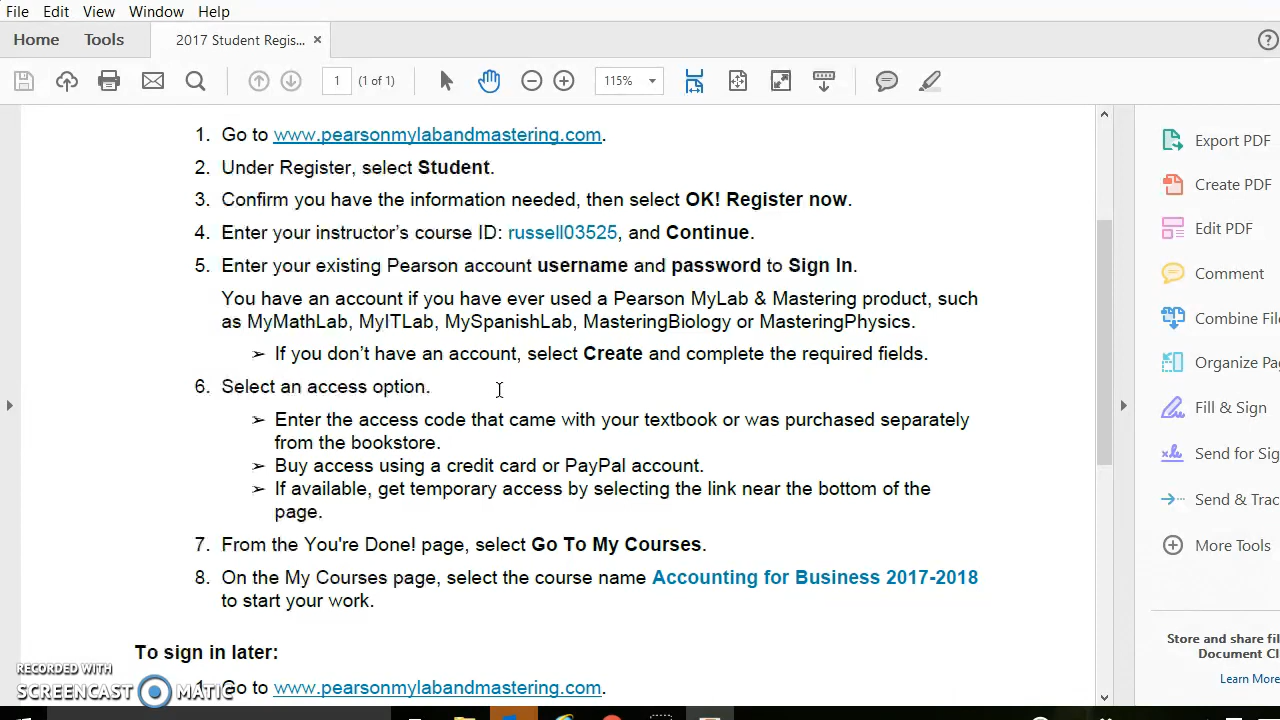 File Edit View Window Help
Home Tools 2017 Student Regis... ×
1 (1 of 1) 115%
1. Go to www.pearsonmylabandmastering.com.
2. Under Register, select Student.
3. Confirm you have the information needed, then select OK! Register now.
4. Enter your instructor’s course ID: russell03525, and Continue.
5. Enter your existing Pearson account username and password to Sign In.
You have an account if you have ever used a Pearson MyLab & Mastering product, such
as MyMathLab, MyITLab, MySpanishLab, MasteringBiology or MasteringPhysics.
➢ If you don’t have an account, select Create and complete the required fields.
6. Select an access option.
➢ Enter the access code that came with your textbook or was purchased separately
from the bookstore.
➢ Buy access using a credit card or PayPal account.
➢ If available, get temporary access by selecting the link near the bottom of the
page.
7. From the You're Done! page, select Go To My Courses.
8. On the My Courses page, select the course name Accounting for Business 2017-2018
to start your work.
To sign in later:
1. Go to www.pearsonmylabandmastering.com.
Export PDF
Create PDF
Edit PDF
Comment
Combine File
Organize Pag
Fill & Sign
Send for Sig
Send & Trac
More Tools
Store and share fil
Document Cl
Learn More
RECORDED WITH
SCREENCAST MATIC